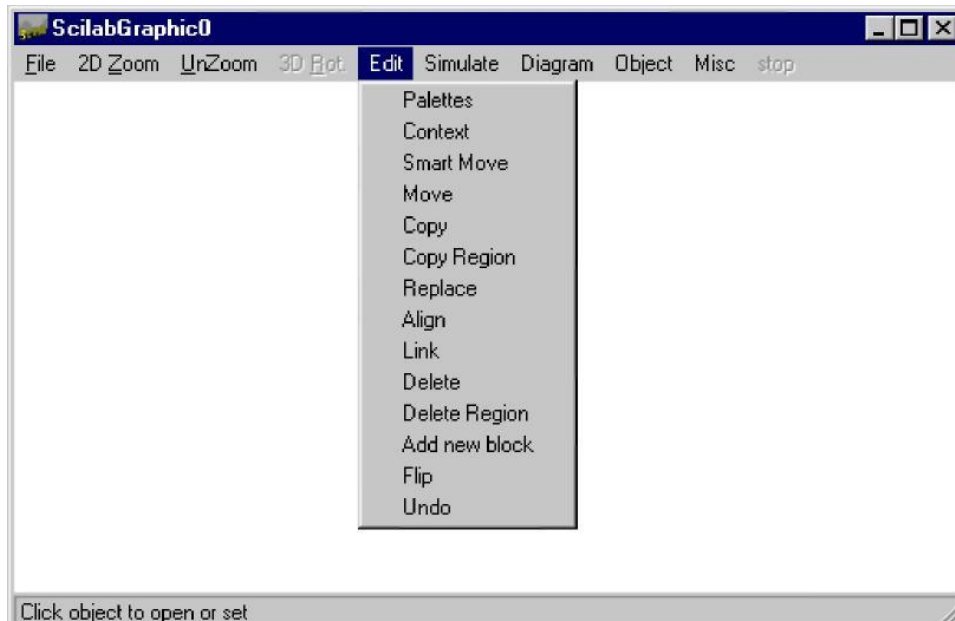 ScilabGraphic0
File 2D Zoom UnZoom 3D Rot. Edit Simulate Diagram Object Misc stop
Palettes
Context
Smart Move
Move
Copy
Copy Region
Replace
Align
Link
Delete
Delete Region
Add new block
Flip
Undo
Click object to open or set